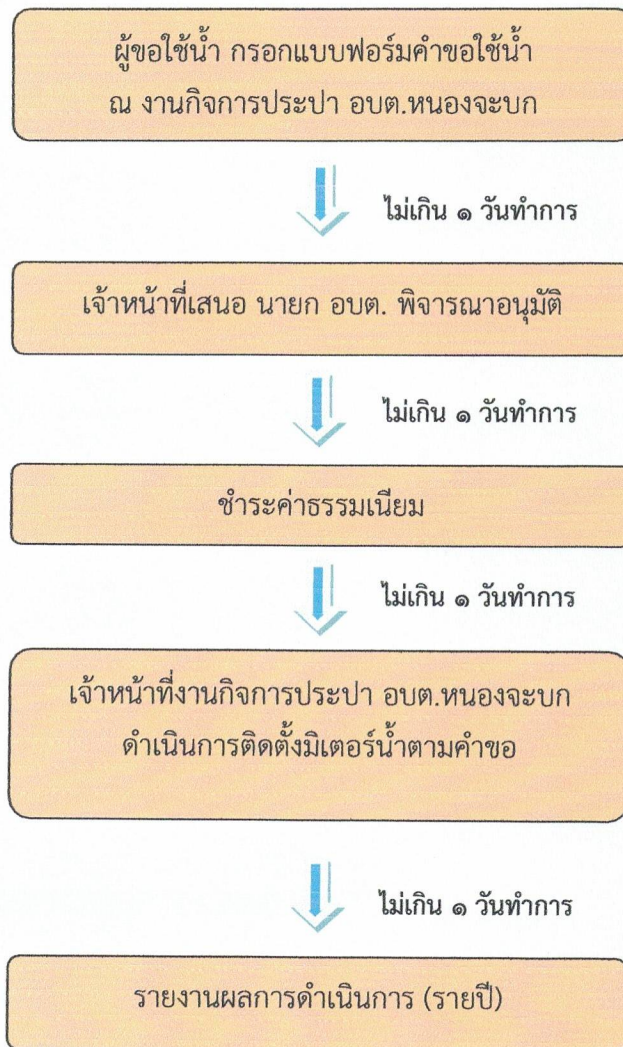 ผู้ขอใช้น้ำ กรอกแบบฟอร์มคำขอใช้น้ำ
ณ งานกิจการประปา อบต.หนองจะบก
ไม่เกิน ๑ วันทำการ
เจ้าหน้าที่เสนอ นายก อบต. พิจารณาอนุมัติ
ไม่เกิน ๑ วันทำการ
ชำระค่าธรรมเนียม
ไม่เกิน ๑ วันทำการ
เจ้าหน้าที่งานกิจการประปา อบต.หนองจะบก
ดำเนินการติดตั้งมิเตอร์น้ำตามคำขอ
ไม่เกิน ๑ วันทำการ
รายงานผลการดำเนินการ (รายปี)